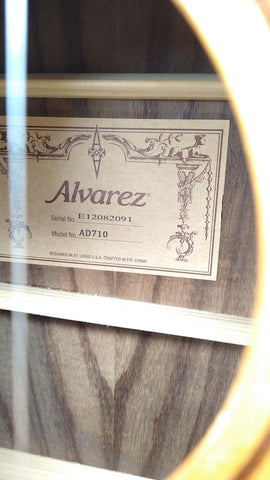 Alvarez®
Serial No. E12082091
Model No. AD710
DESIGNED IN ST. LOUIS U.S.A, CRAFTED IN P.R. CHINA